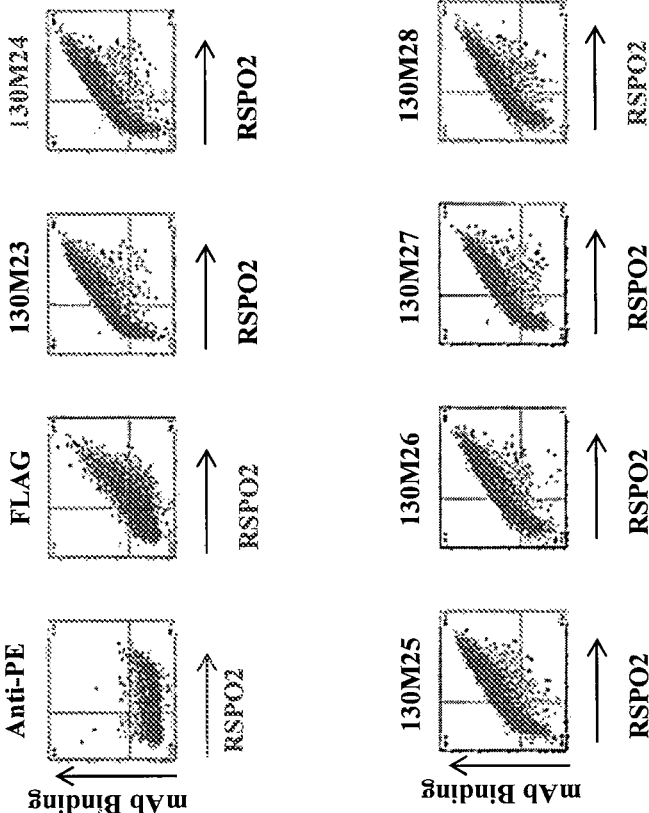 Anti-PE
FLAG
130M23
130M24
mAb Binding
RSPO2
RSPO2
RSPO2
RSPO2
130M25
130M26
130M27
130M28
mAb Binding
RSPO2
RSPO2
RSPO2
RSPO2